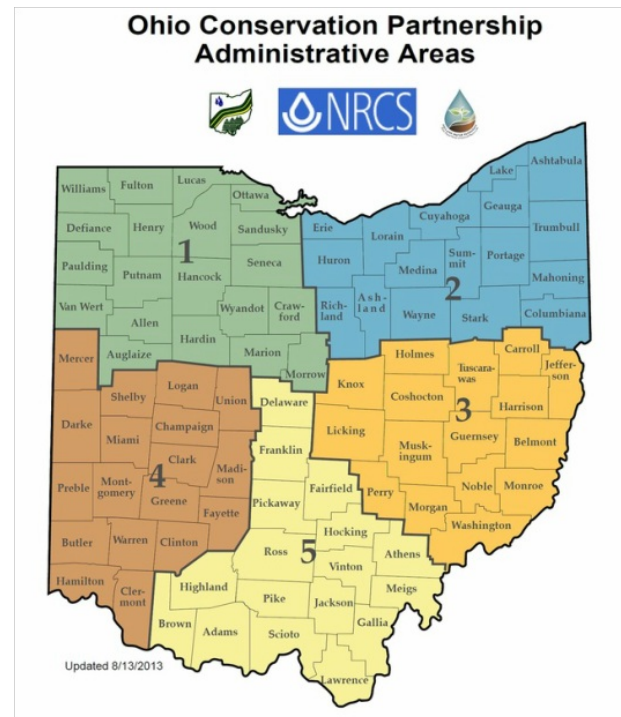 Ohio Conservation Partnership
Administrative Areas
NRCS
Williams
Fulton
Lucas
Ottawa
Defiance
Henry
Wood
Sandusky
1
Paulding
Putnam
Hancock
Seneca
Van Wert
Allen
Wyandot
Craw-
ford
Auglaize
Hardin
Marion
Morrow
Ashtabula
Lake
Geauga
Cuyahoga
Erie
Lorain
Trumbull
Huron
Medina
Sum-
mit
Portage
2
Mahoning
Rich-
land
Ash-
land
Wayne
Stark
Columbiana
Holmes
Carroll
Tuscara-
was
Jeffer-
son
Knox
Coshocton
3
Harrison
Licking
Guernsey
Belmont
Mus-
kingum
Noble
Monroe
Perry
Morgan
Washington
Mercer
Logan
Union
Shelby
Darke
Champaign
Miami
Clark
4
Madi-
son
Preble
Mont-
gomery
Greene
Fayette
Butler
Warren
Clinton
Hamilton
Cler-
mont
Delaware
Franklin
Fairfield
Pickaway
Hocking
Ross
5
Athens
Vinton
Highland
Meigs
Pike
Jackson
Gallia
Brown
Adams
Scioto
Lawrence
Updated 8/13/2013